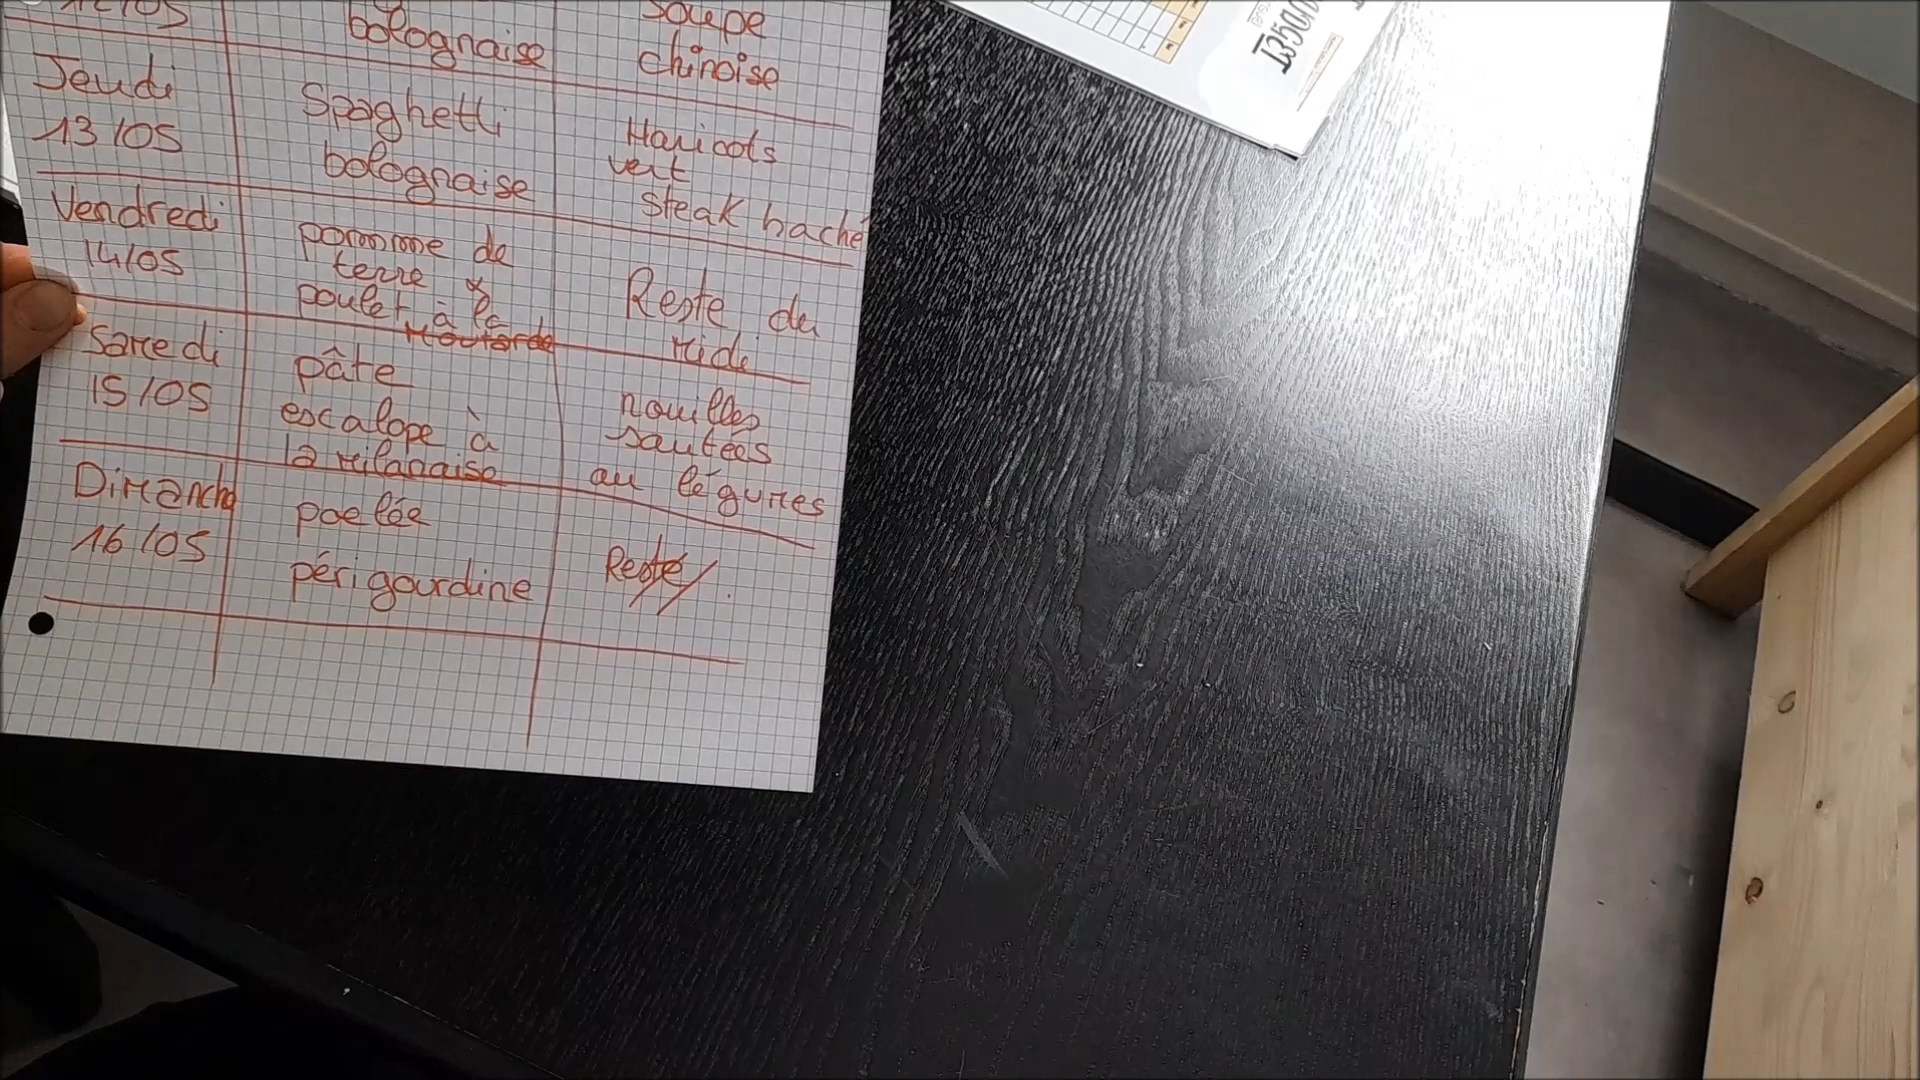 12/05
bolognaise
soupe
chinoise
Jeudi
13/05
Spaghetti
bolognaise
Haricots
vert
steak haché
Vendredi
14/05
pomme de
terre &
poulet à la
Moutarde
Reste du
Midi
Samedi
15/05
pâte
escalope à
la Milanaise
nouilles
sautées
au légumes
Dimanche
16/05
poelée
périgourdine
Reste